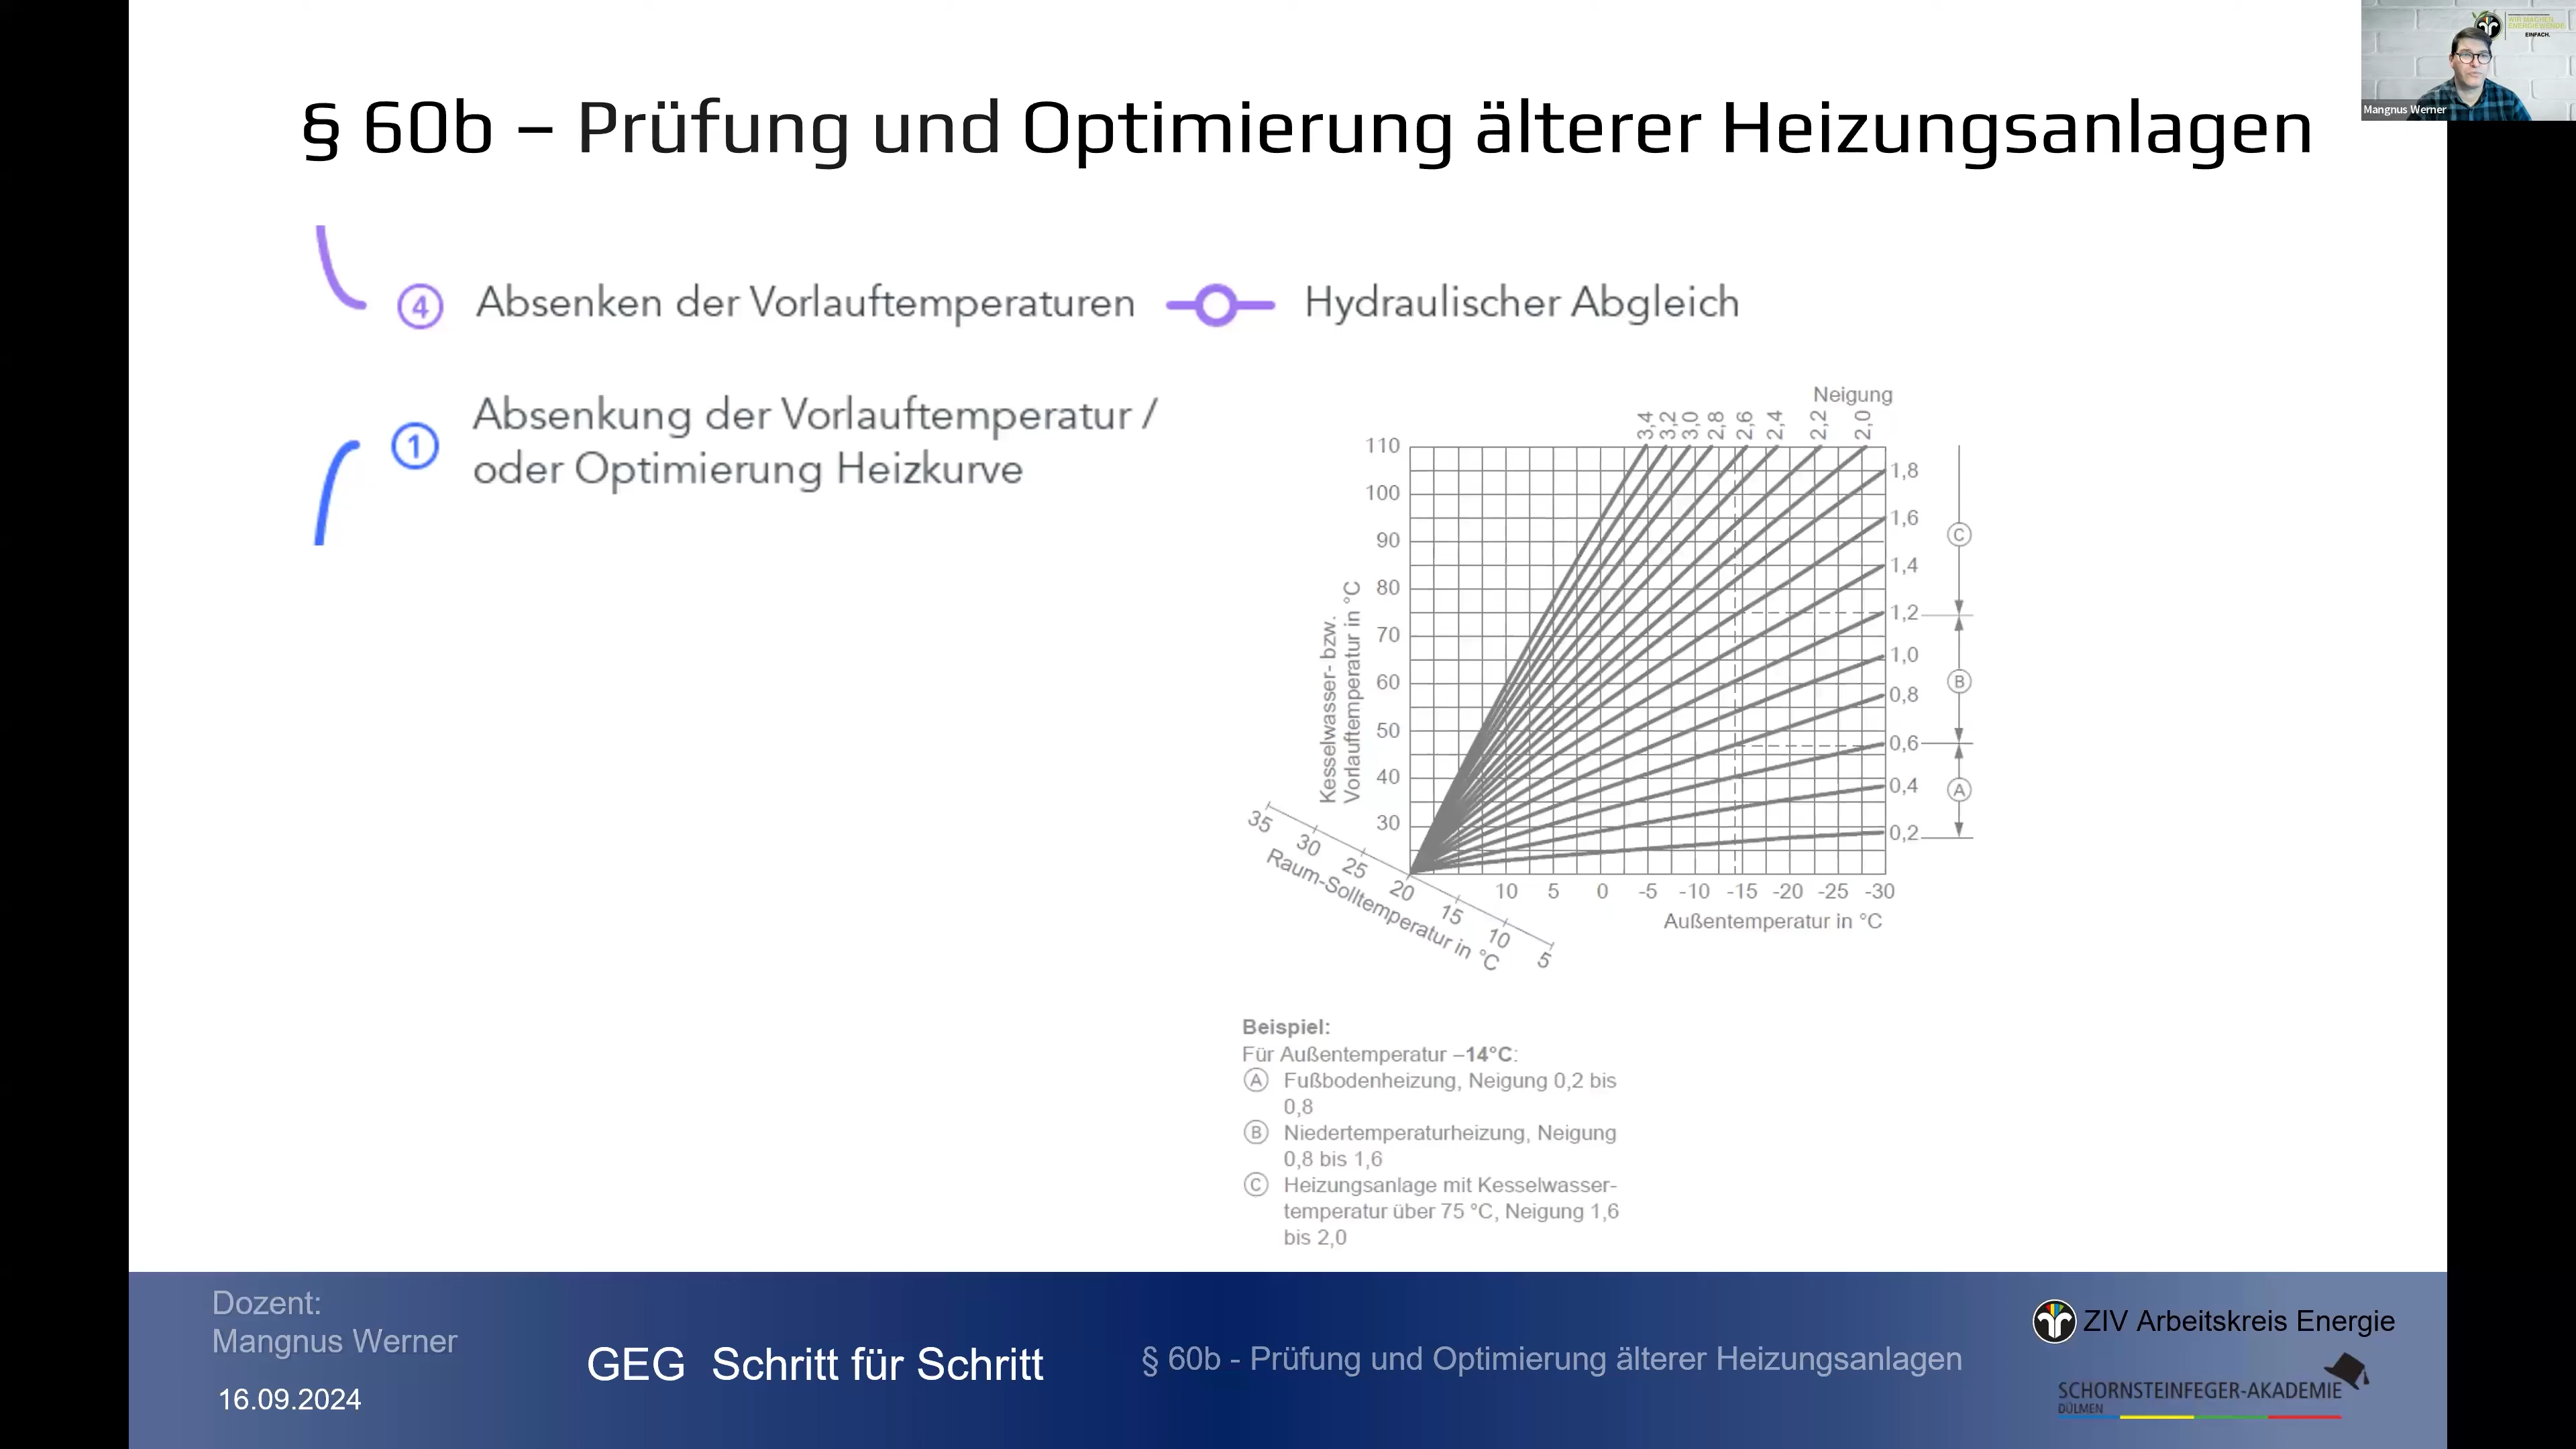 WIR MACHEN
ENERGIEWENDE
EINFACH.
Mangnus Werner
§ 60b – Prüfung und Optimierung älterer Heizungsanlagen
4 Absenken der Vorlauftemperaturen Hydraulischer Abgleich
1 Absenkung der Vorlauftemperatur /
oder Optimierung Heizkurve
Neigung
3,4 3,2 3,0 2,8 2,6 2,4 2,2 2,0
1,8
1,6
1,4
1,2
1,0
0,8
0,6
0,4
0,2
C
B
A
110
100
90
80
70
60
50
40
30
Kesselwasser- bzw.
Vorlauftemperatur in °C
35 30 25 20 15 10 5
Raum-Solltemperatur in °C
10 5 0 -5 -10 -15 -20 -25 -30
Außentemperatur in °C
Beispiel:
Für Außentemperatur –14°C:
A Fußbodenheizung, Neigung 0,2 bis
0,8
B Niedertemperaturheizung, Neigung
0,8 bis 1,6
C Heizungsanlage mit Kesselwasser-
temperatur über 75 °C, Neigung 1,6
bis 2,0
Dozent:
Mangnus Werner
16.09.2024
GEG Schritt für Schritt
§ 60b - Prüfung und Optimierung älterer Heizungsanlagen
ZIV Arbeitskreis Energie
SCHORNSTEINFEGER-AKADEMIE
DÜLMEN